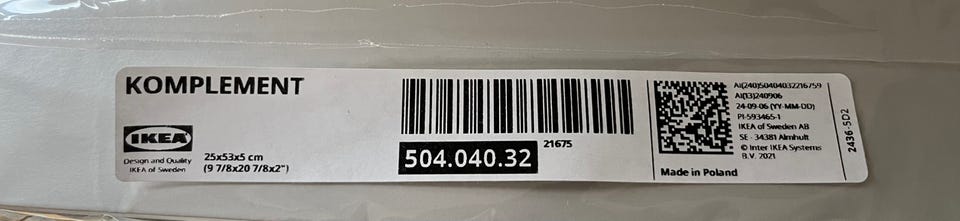 KOMPLEMENT
IKEA
Design and Quality
IKEA of Sweden
25x53x5 cm
(9 7/8x20 7/8x2")
504.040.32
21675
AI(240)50404032216759
AI(13)240906
24-09-06 (YY-MM-DD)
PI-593465-1
IKEA of Sweden AB
SE - 34381 Älmhult
© Inter IKEA Systems
B.V. 2021
Made in Poland
2436-5D2